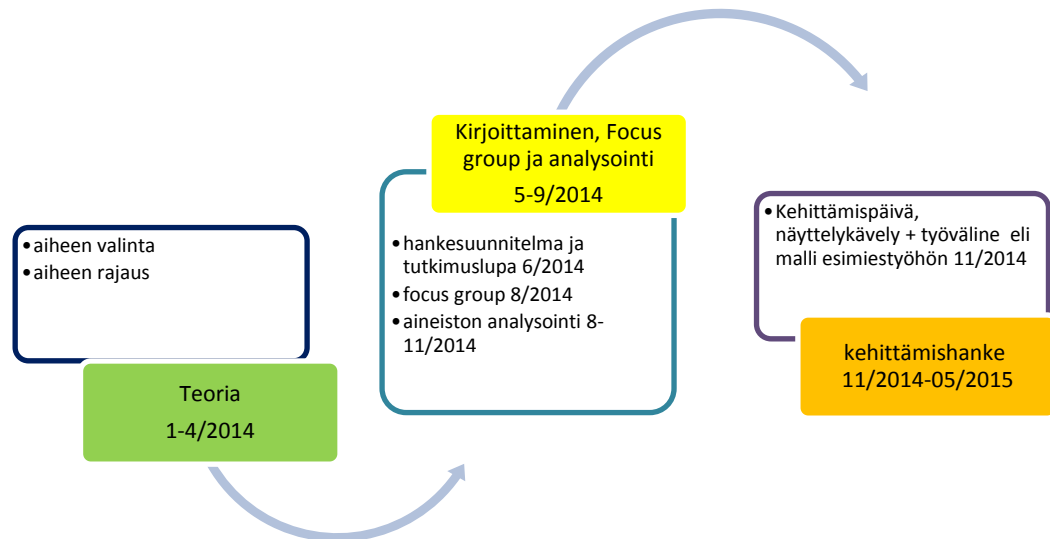 •aiheen valinta
•aiheen rajaus
Teoria
1-4/2014
Kirjoittaminen, Focus
group ja analysointi
5-9/2014
•hankesuunnitelma ja
tutkimuslupa 6/2014
•focus group 8/2014
•aineiston analysointi 8-
11/2014
•Kehittämispäivä,
näyttelykävely + työväline eli
malli esimiestyöhön 11/2014
kehittämishanke
11/2014-05/2015